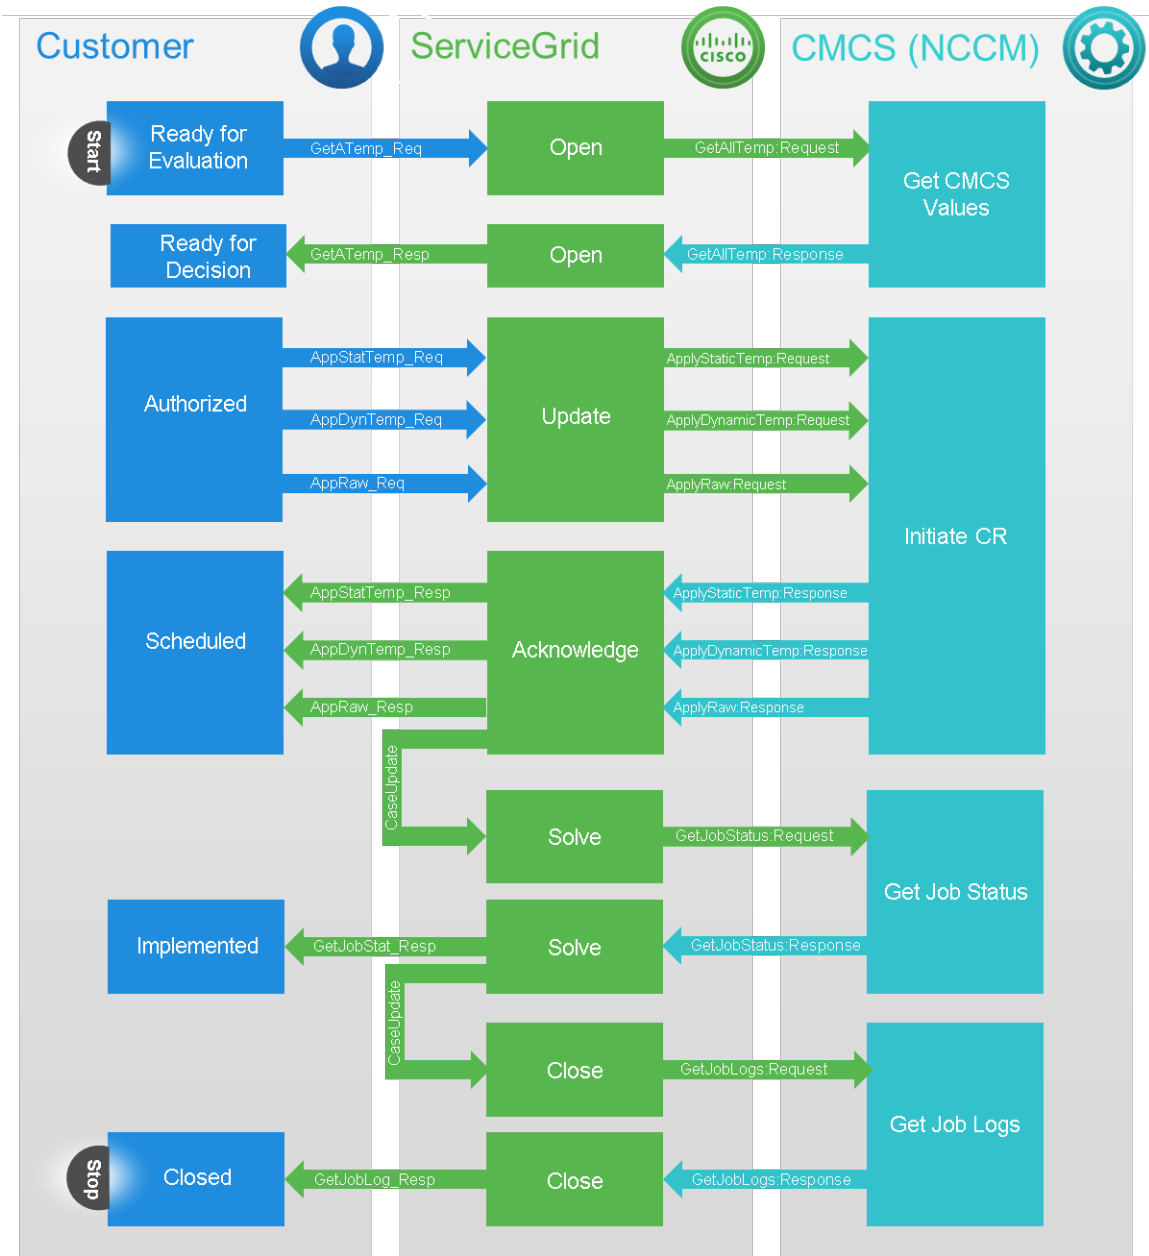 Customer
ServiceGrid
CISCO
CMCS (NCCM)
Start
Ready for
Evaluation
GetATemp_Req
Open
GetAllTemp:Request
Get CMCS
Values
Ready for
Decision
GetATemp_Resp
Open
GetAllTemp:Response
Authorized
AppStatTemp_Req
AppDynTemp_Req
AppRaw_Req
Update
ApplyStaticTemp:Request
ApplyDynamicTemp:Request
ApplyRaw:Request
Initiate CR
Scheduled
AppStatTemp_Resp
AppDynTemp_Resp
AppRaw_Resp
Acknowledge
ApplyStaticTemp:Response
ApplyDynamicTemp:Response
ApplyRaw:Response
CaseUpdate
Solve
GetJobStatus:Request
Get Job Status
Implemented
GetJobStat_Resp
Solve
GetJobStatus:Response
CaseUpdate
Close
GetJobLogs:Request
Get Job Logs
Stop
Closed
GetJobLog_Resp
Close
GetJobLogs:Response